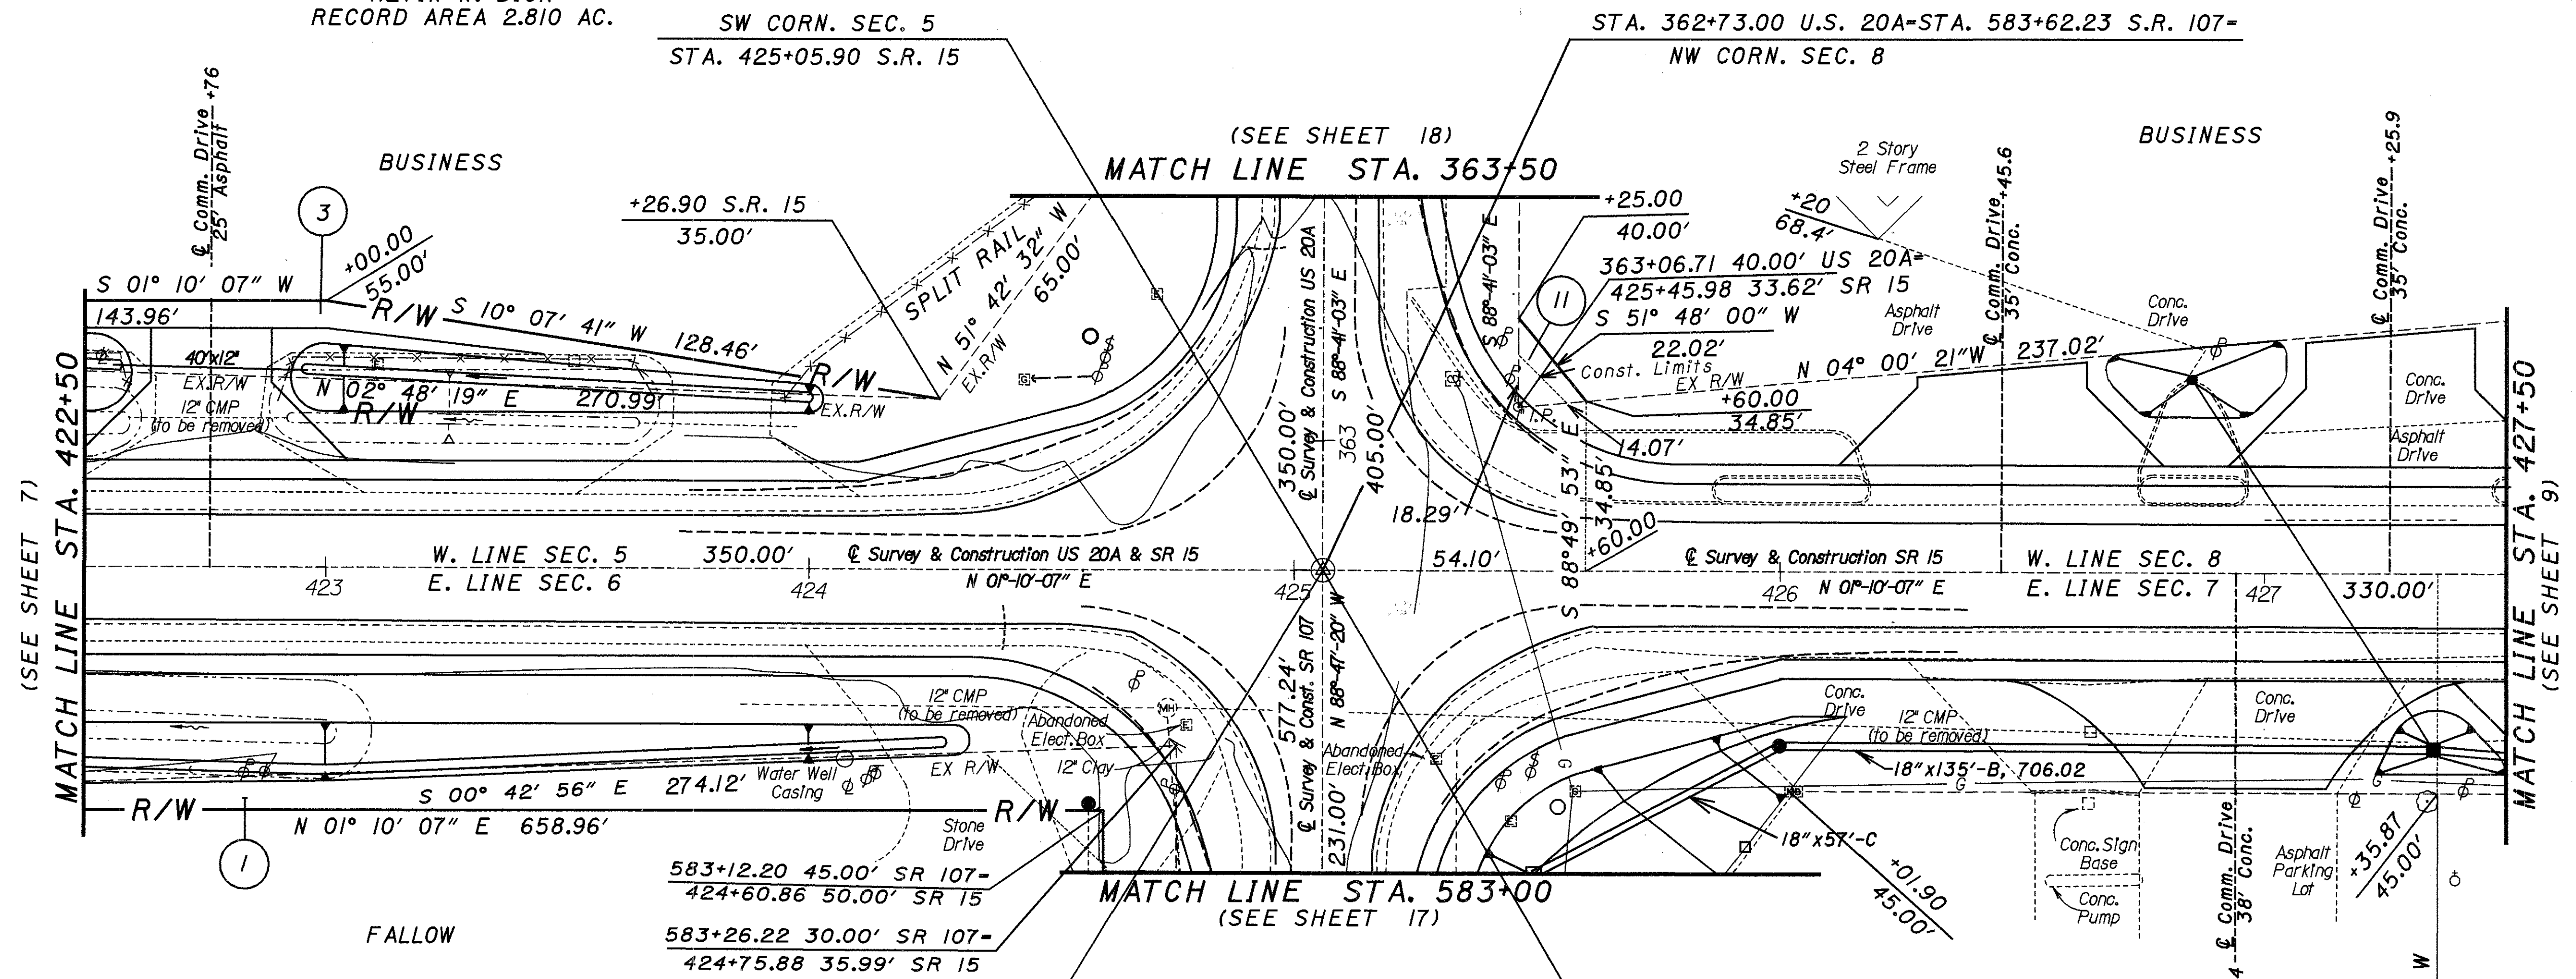 RECORD AREA 2.810 AC.
SW CORN. SEC. 5
STA. 425+05.90 S.R. 15
STA. 362+73.00 U.S. 20A=STA. 583+62.23 S.R. 107=
NW CORN. SEC. 8
℄ Comm. Drive +76
25' Asphalt
BUSINESS
3
+00.00
55.00'
+26.90 S.R. 15
35.00'
SPLIT RAIL
N 51° 42' 32" W
65.00'
EX.R/W
(SEE SHEET 18)
MATCH LINE STA. 363+50
+25.00
40.00'
363+06.71 40.00' US 20A=
425+45.98 33.62' SR 15
11
S 51° 48' 00" W
22.02'
Const. Limits
EX R/W
2 Story
Steel Frame
+20
68.4'
℄ Comm. Drive +45.6
35' Conc.
BUSINESS
℄ Comm. Drive +25.9
35' Conc.
Asphalt
Drive
Conc.
Drive
N 04° 00' 21" W 237.02'
Conc.
Drive
Asphalt
Drive
S 01° 10' 07" W
143.96'
R/W
S 10° 07' 41" W
128.46'
R/W
EX.R/W
40'x12"
EX.R/W
12" CMP
(to be removed)
N 02° 48' 19" E 270.99'
R/W
S 88°-41'-03" E
I.P.
+60.00
34.85'
14.07'
S 88°49' 53" E
34.85'
+60.00
18.29'
350.00'
℄ Survey & Construction US 20A
S 88°-41'-03" E
363
405.00'
MATCH LINE STA. 422+50
(SEE SHEET 7)
MATCH LINE STA. 427+50
(SEE SHEET 9)
W. LINE SEC. 5
E. LINE SEC. 6
350.00'
℄ Survey & Construction US 20A & SR 15
N 01°-10'-07" E
54.10'
℄ Survey & Construction SR 15
N 01°-10'-07" E
W. LINE SEC. 8
E. LINE SEC. 7
330.00'
423
424
425
426
427
577.24'
℄ Survey & Const. SR 107
N 88°-47'-20" W
231.00'
12" CMP
(to be removed)
Abandoned
Elect. Box
MH
E
12" Clay
EX R/W
Water Well
Casing
S 00° 42' 56" E 274.12'
R/W
N 01° 10' 07" E 658.96'
R/W
1
Stone
Drive
FALLOW
583+12.20 45.00' SR 107=
424+60.86 50.00' SR 15
583+26.22 30.00' SR 107=
424+75.88 35.99' SR 15
MATCH LINE STA. 583+00
(SEE SHEET 17)
Abandoned
Elect. Box
G
Conc.
Drive
12" CMP
(to be removed)
18"x135'-B, 706.02
G
18"x57'-C
+01.90
45.00'
Conc.
Drive
G
Conc. Sign
Base
Conc.
Pump
℄ Comm. Drive
38' Conc.
4
Asphalt
Parking
Lot
+35.87
45.00'
W